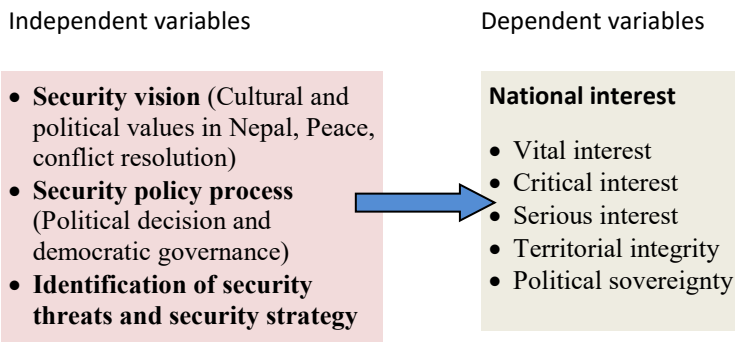 Independent variables
Dependent variables
• Security vision (Cultural and
political values in Nepal, Peace,
conflict resolution)
• Security policy process
(Political decision and
democratic governance)
• Identification of security
threats and security strategy
National interest
• Vital interest
• Critical interest
• Serious interest
• Territorial integrity
• Political sovereignty